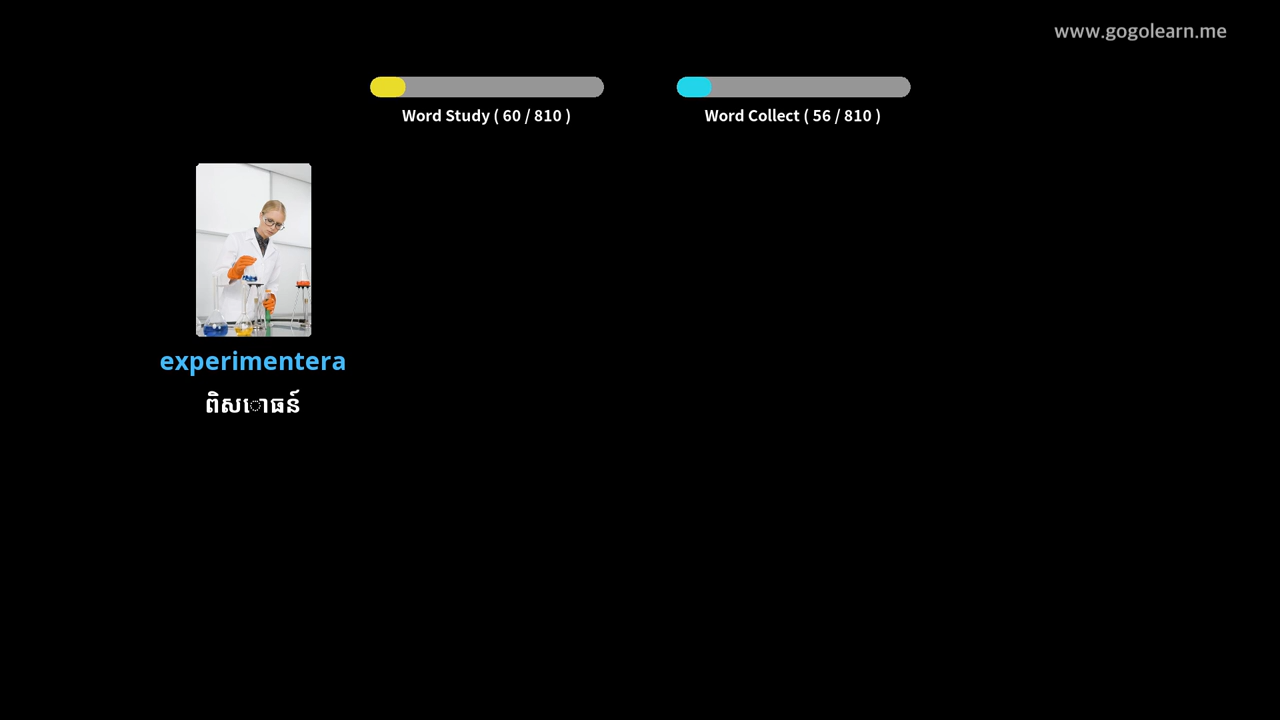 www.gogolearn.me
Word Study ( 60 / 810 )
Word Collect ( 56 / 810 )
experimentera
ពិសោធន៍